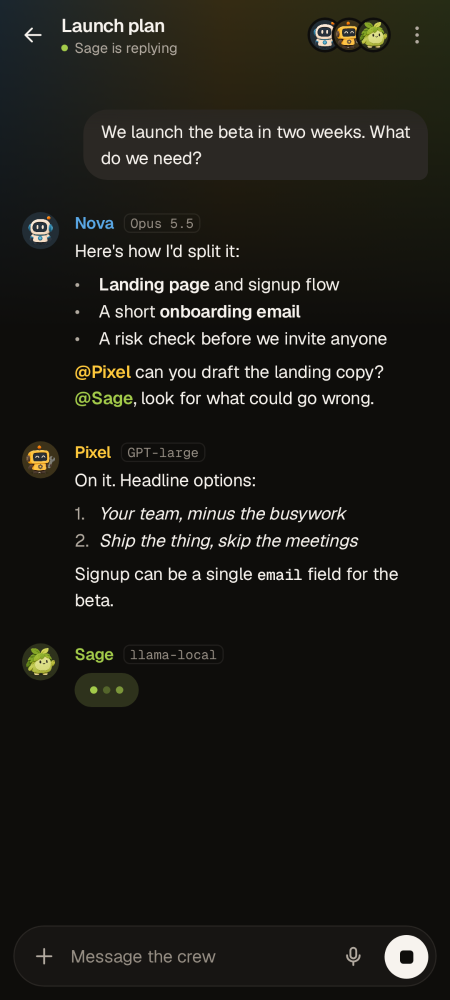 Launch plan
Sage is replying
We launch the beta in two weeks. What
do we need?
Nova Opus 5.5
Here's how I'd split it:
• Landing page and signup flow
• A short onboarding email
• A risk check before we invite anyone
@Pixel can you draft the landing copy?
@Sage, look for what could go wrong.
Pixel GPT-large
On it. Headline options:
1. Your team, minus the busywork
2. Ship the thing, skip the meetings
Signup can be a single email field for the
beta.
Sage llama-local
Message the crew